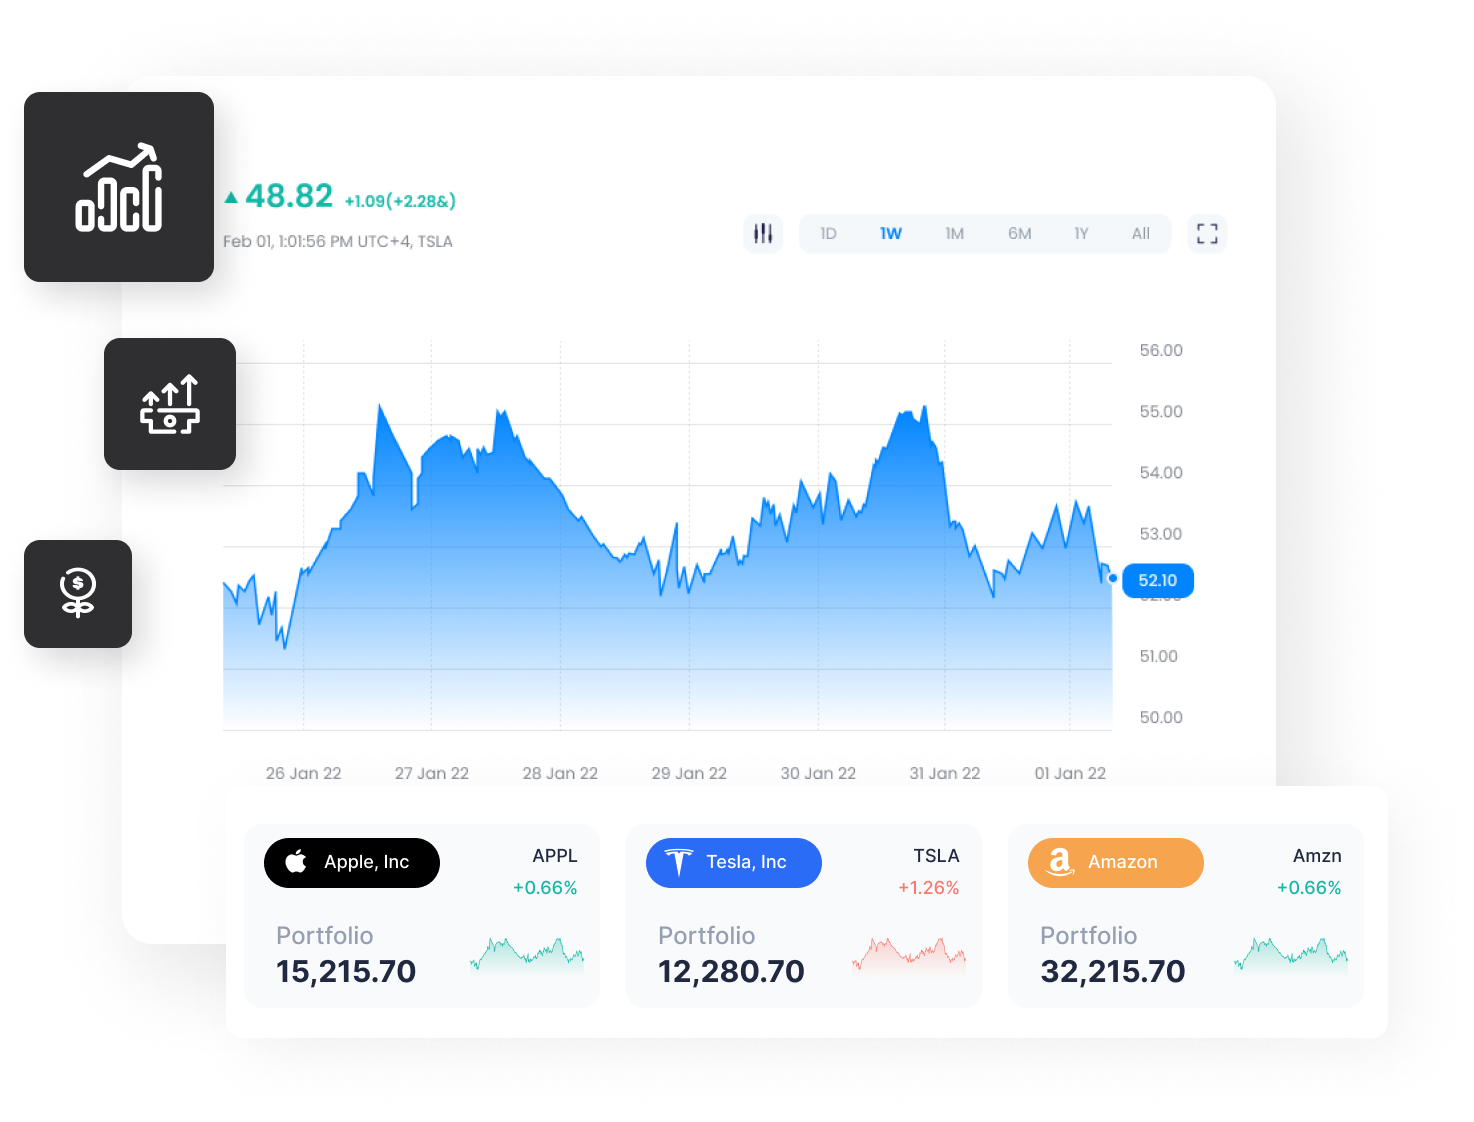 ▲48.82 +1.09(+2.28&)
Feb 01, 1:01:56 PM UTC+4, TSLA
1D 1W 1M 6M 1Y All
56.00
55.00
54.00
53.00
52.10
51.00
50.00
26 Jan 22 27 Jan 22 28 Jan 22 29 Jan 22 30 Jan 22 31 Jan 22 01 Jan 22
Apple, Inc APPL
+0.66%
Portfolio
15,215.70
Tesla, Inc TSLA
+1.26%
Portfolio
12,280.70
a Amazon Amzn
+0.66%
Portfolio
32,215.70